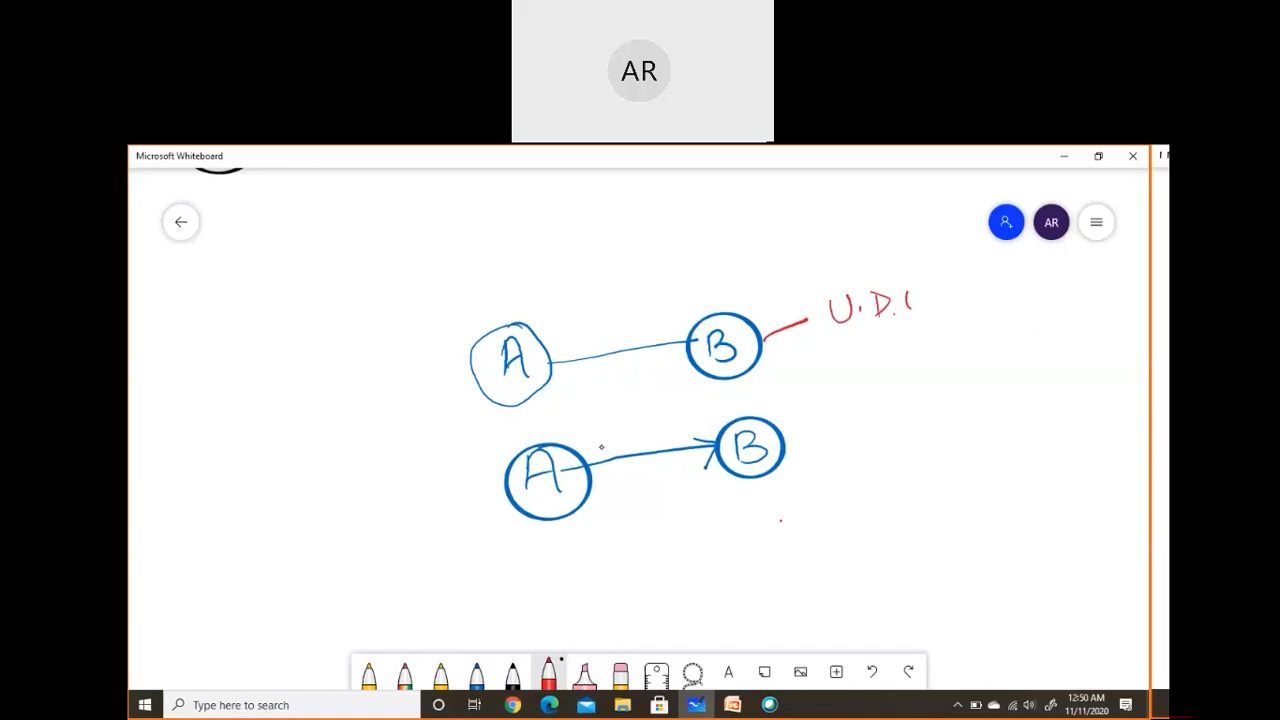 AR
Microsoft Whiteboard
AR
U.D.(
A B
A B
A
Type here to search
12:50 AM
11/11/2020